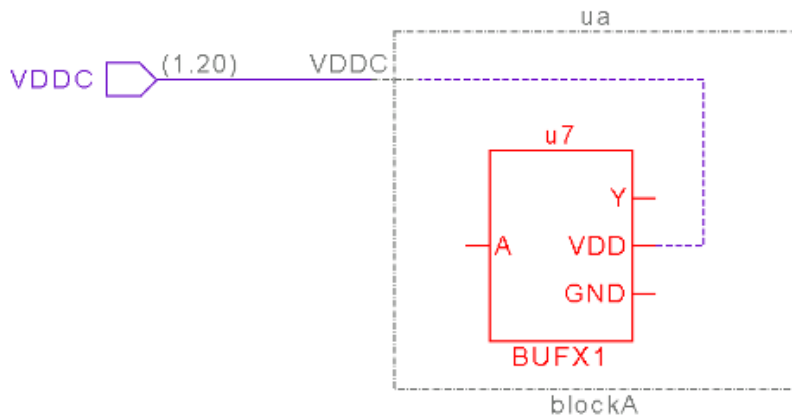 ua
VDDC
(1.20)
VDDC
u7
Y
A
VDD
GND
BUFX1
blockA